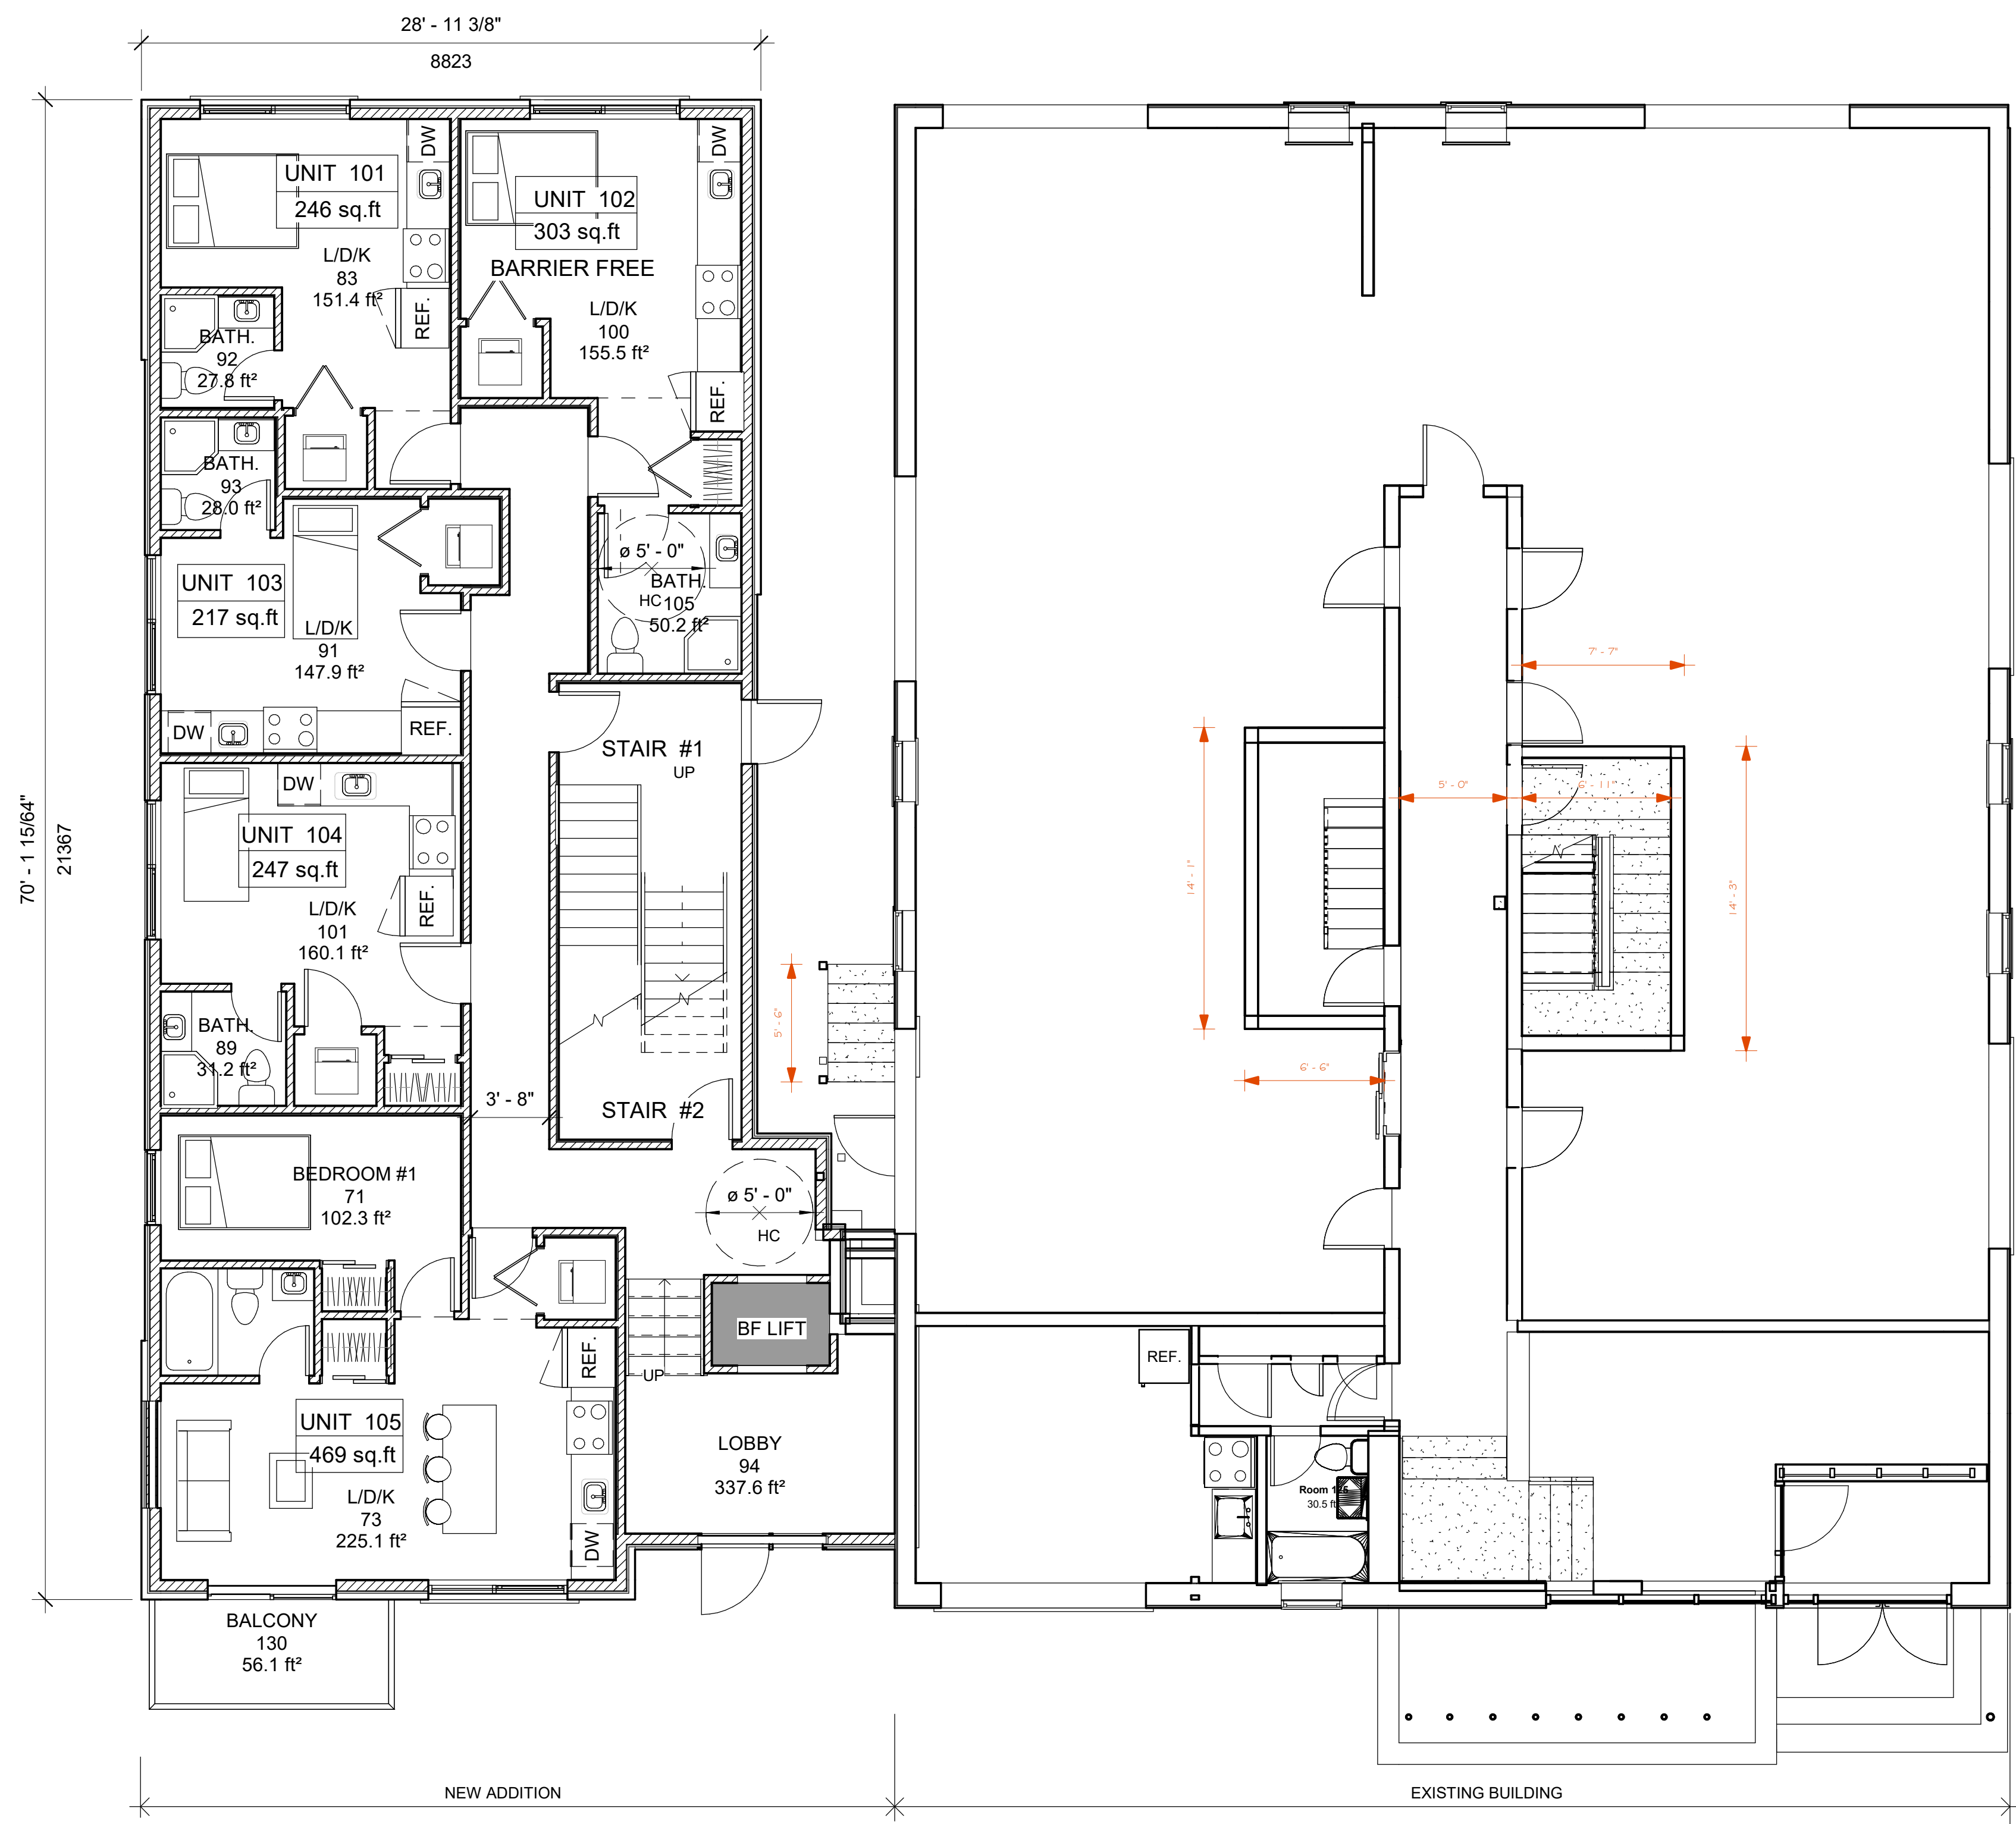 28' - 11 3/8"
8823
70' - 1 15/64"
21367
UNIT 101
246 sq.ft
L/D/K
83
151.4 ft²
DW
REF.
BATH.
92
27.8 ft²
UNIT 102
303 sq.ft
BARRIER FREE
L/D/K
100
155.5 ft²
DW
REF.
BATH.
93
28.0 ft²
ø 5' - 0"
BATH.
HC
105
50.2 ft²
UNIT 103
217 sq.ft
L/D/K
91
147.9 ft²
DW
REF.
STAIR #1
UP
DW
UNIT 104
247 sq.ft
L/D/K
101
160.1 ft²
REF.
BATH.
89
31.2 ft²
3' - 8"
STAIR #2
5' - 6"
BEDROOM #1
71
102.3 ft²
ø 5' - 0"
HC
BF LIFT
UP
REF.
UNIT 105
469 sq.ft
L/D/K
73
225.1 ft²
DW
LOBBY
94
337.6 ft²
BALCONY
130
56.1 ft²
7' - 7"
5' - 0"
6' - 11"
14' - 1"
14' - 3"
6' - 6"
REF.
Room
30.5 ft
NEW ADDITION
EXISTING BUILDING